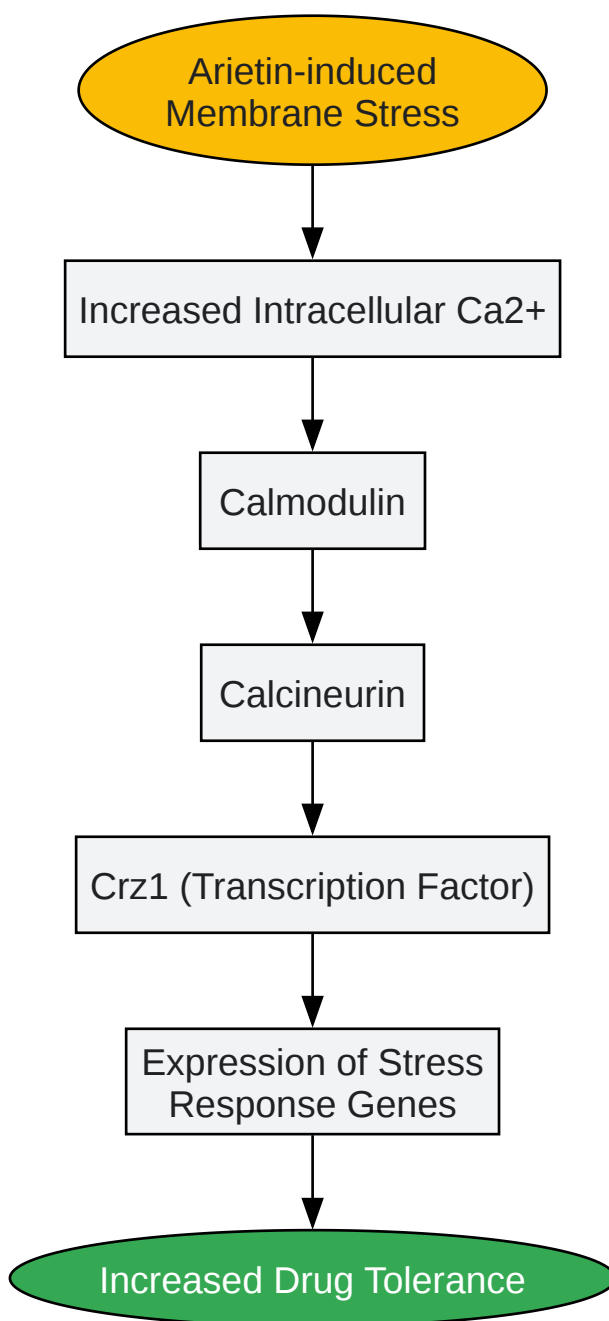 Arietin-induced
Membrane Stress
Increased Intracellular Ca2+
Calmodulin
Calcineurin
Crz1 (Transcription Factor)
Expression of Stress
Response Genes
Increased Drug Tolerance